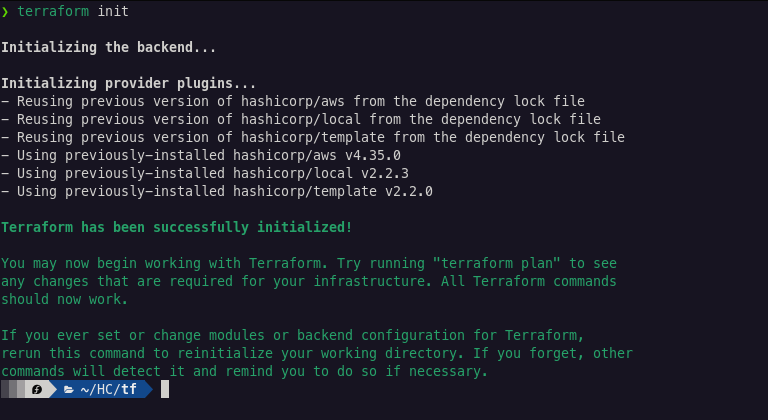 ❯ terraform init
Initializing the backend...
Initializing provider plugins...
- Reusing previous version of hashicorp/aws from the dependency lock file
- Reusing previous version of hashicorp/local from the dependency lock file
- Reusing previous version of hashicorp/template from the dependency lock file
- Using previously-installed hashicorp/aws v4.35.0
- Using previously-installed hashicorp/local v2.2.3
- Using previously-installed hashicorp/template v2.2.0
Terraform has been successfully initialized!
You may now begin working with Terraform. Try running "terraform plan" to see
any changes that are required for your infrastructure. All Terraform commands
should now work.
If you ever set or change modules or backend configuration for Terraform,
rerun this command to reinitialize your working directory. If you forget, other
commands will detect it and remind you to do so if necessary.
~/HC/tf